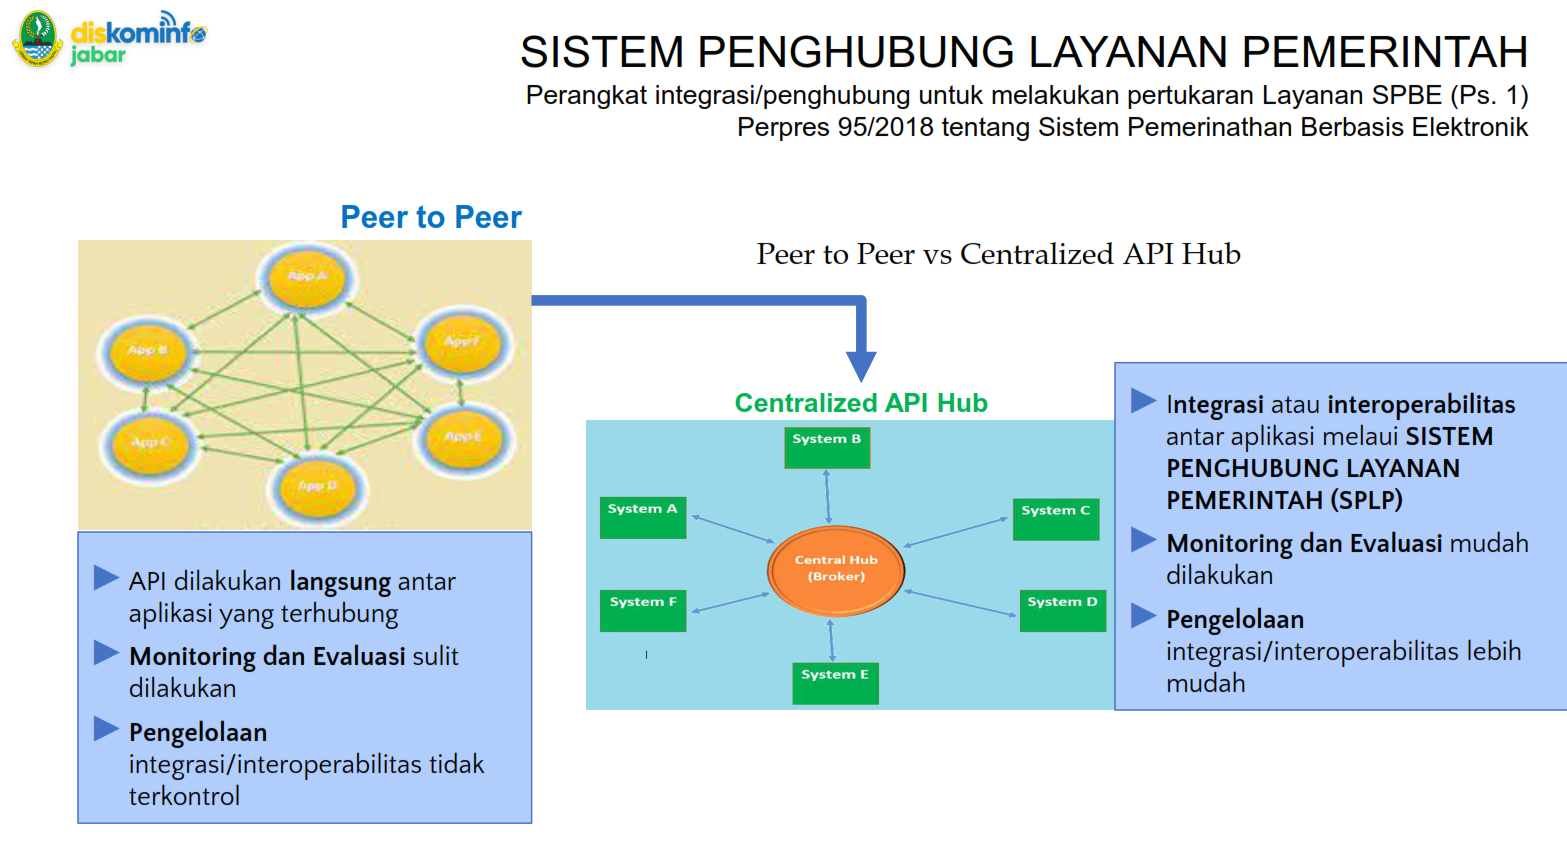 diskominfo
jabar
SISTEM PENGHUBUNG LAYANAN PEMERINTAH
Perangkat integrasi/penghubung untuk melakukan pertukaran Layanan SPBE (Ps. 1)
Perpres 95/2018 tentang Sistem Pemerinathan Berbasis Elektronik
Peer to Peer
Peer to Peer vs Centralized API Hub
App A
App B
App F
App C
App E
App D
API dilakukan langsung antar
aplikasi yang terhubung
Monitoring dan Evaluasi sulit
dilakukan
Pengelolaan
integrasi/interoperabilitas tidak
terkontrol
Centralized API Hub
System B
System A
System C
Central Hub
(Broker)
System F
System D
System E
Integrasi atau interoperabilitas
antar aplikasi melaui SISTEM
PENGHUBUNG LAYANAN
PEMERINTAH (SPLP)
Monitoring dan Evaluasi mudah
dilakukan
Pengelolaan
integrasi/interoperabilitas lebih
mudah